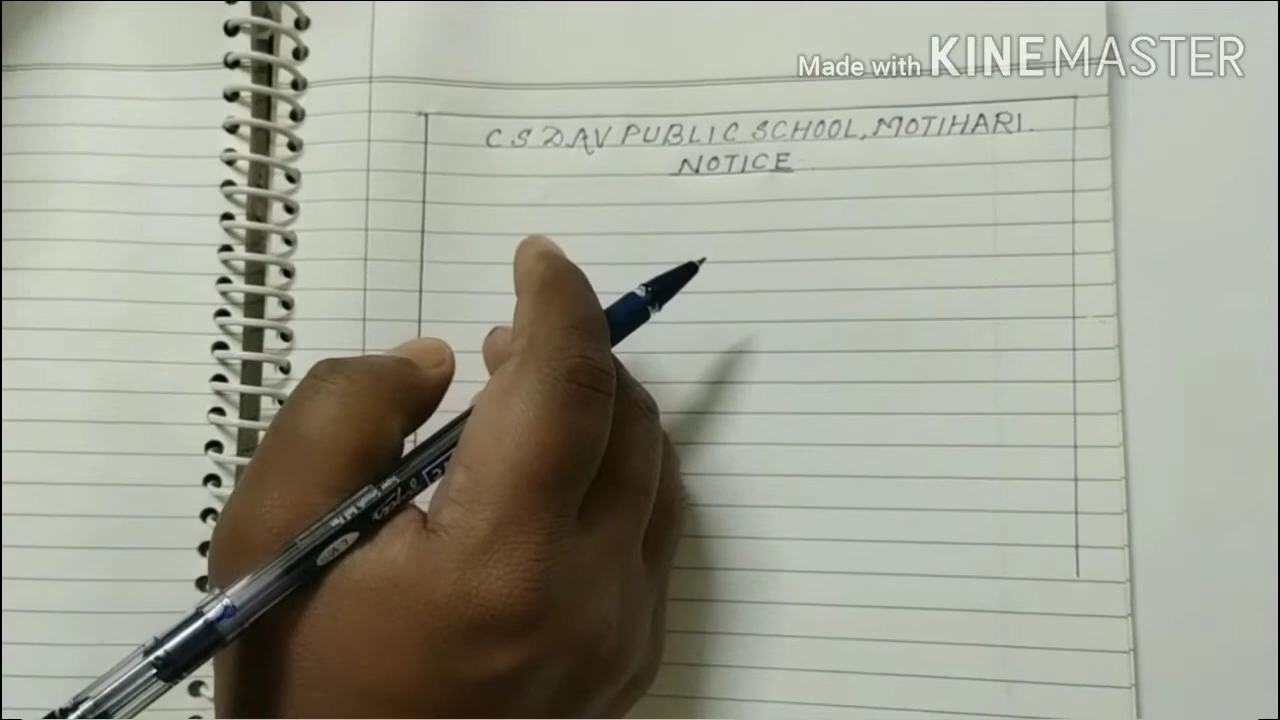 Made with KINEMASTER
C S DAV PUBLIC SCHOOL, MOTIHARI.
NOTICE